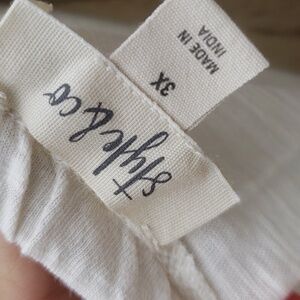 style & co
3X
MADE IN
INDIA